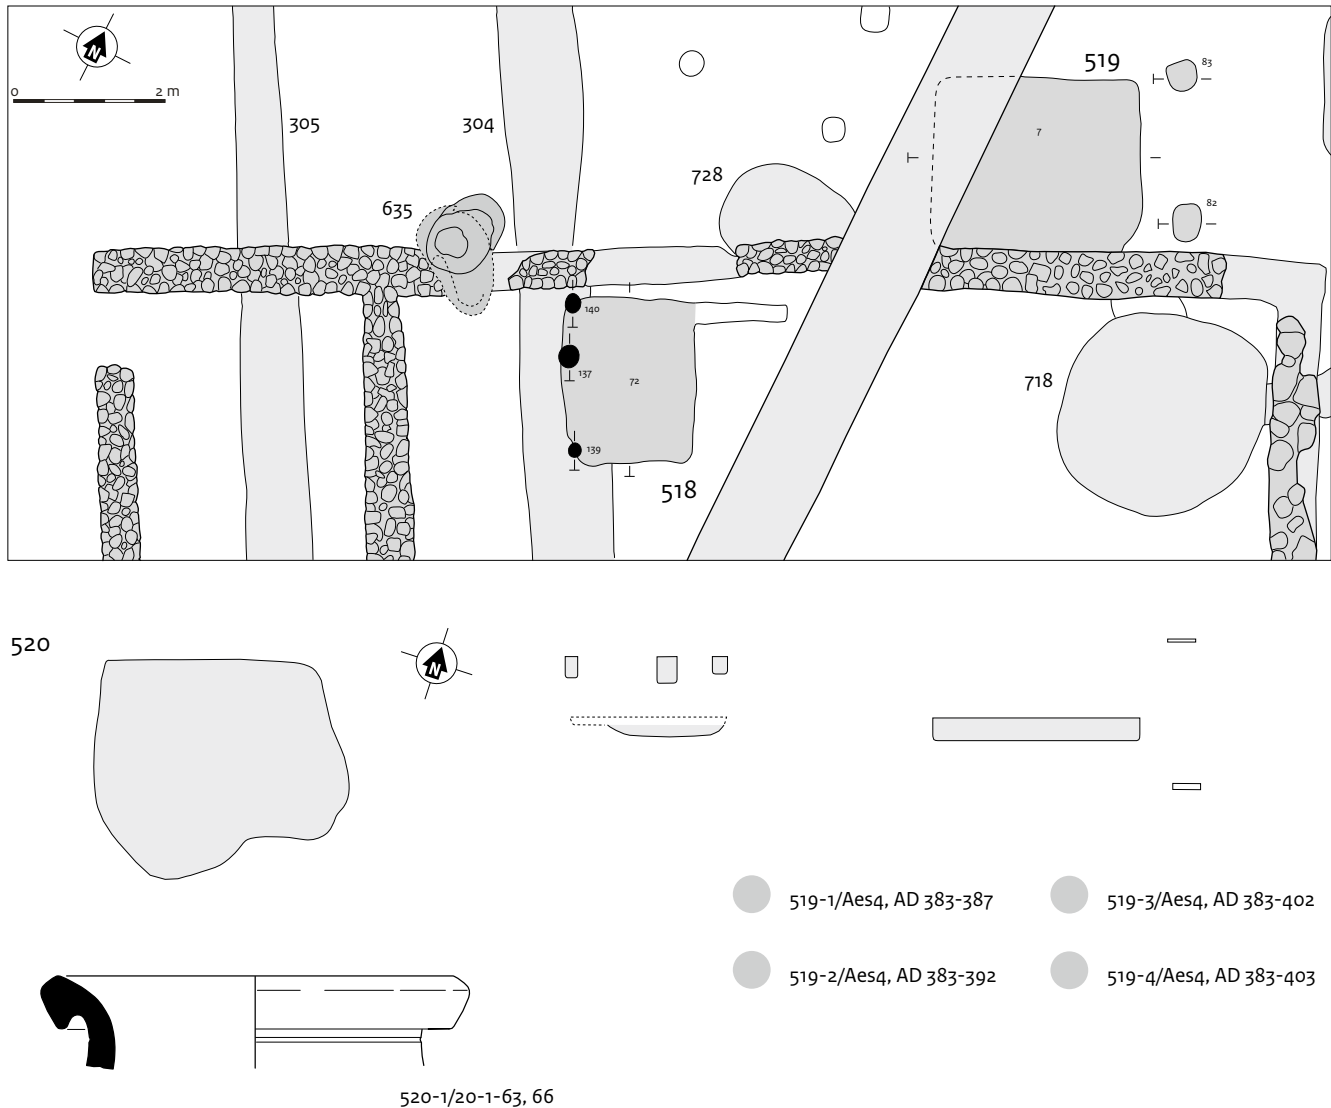 N
0 2 m
305
304
635
728
519
83
7
82
140
137
72
139
518
718
520
N
519-1/Aes4, AD 383-387
519-3/Aes4, AD 383-402
519-2/Aes4, AD 383-392
519-4/Aes4, AD 383-403
520-1/20-1-63, 66